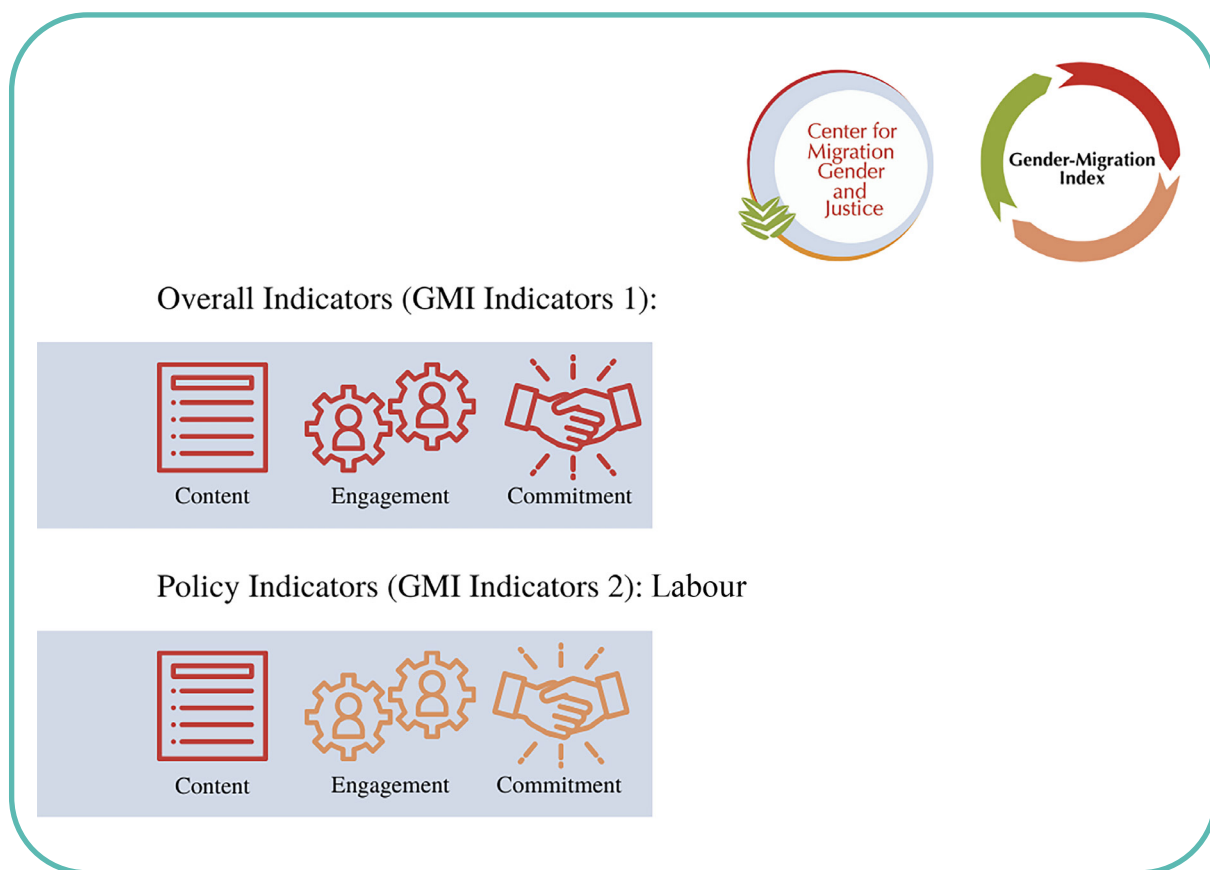 Center for
Migration
Gender
and
Justice
Gender-Migration
Index
Overall Indicators (GMI Indicators 1):
Content Engagement Commitment
Policy Indicators (GMI Indicators 2): Labour
Content Engagement Commitment